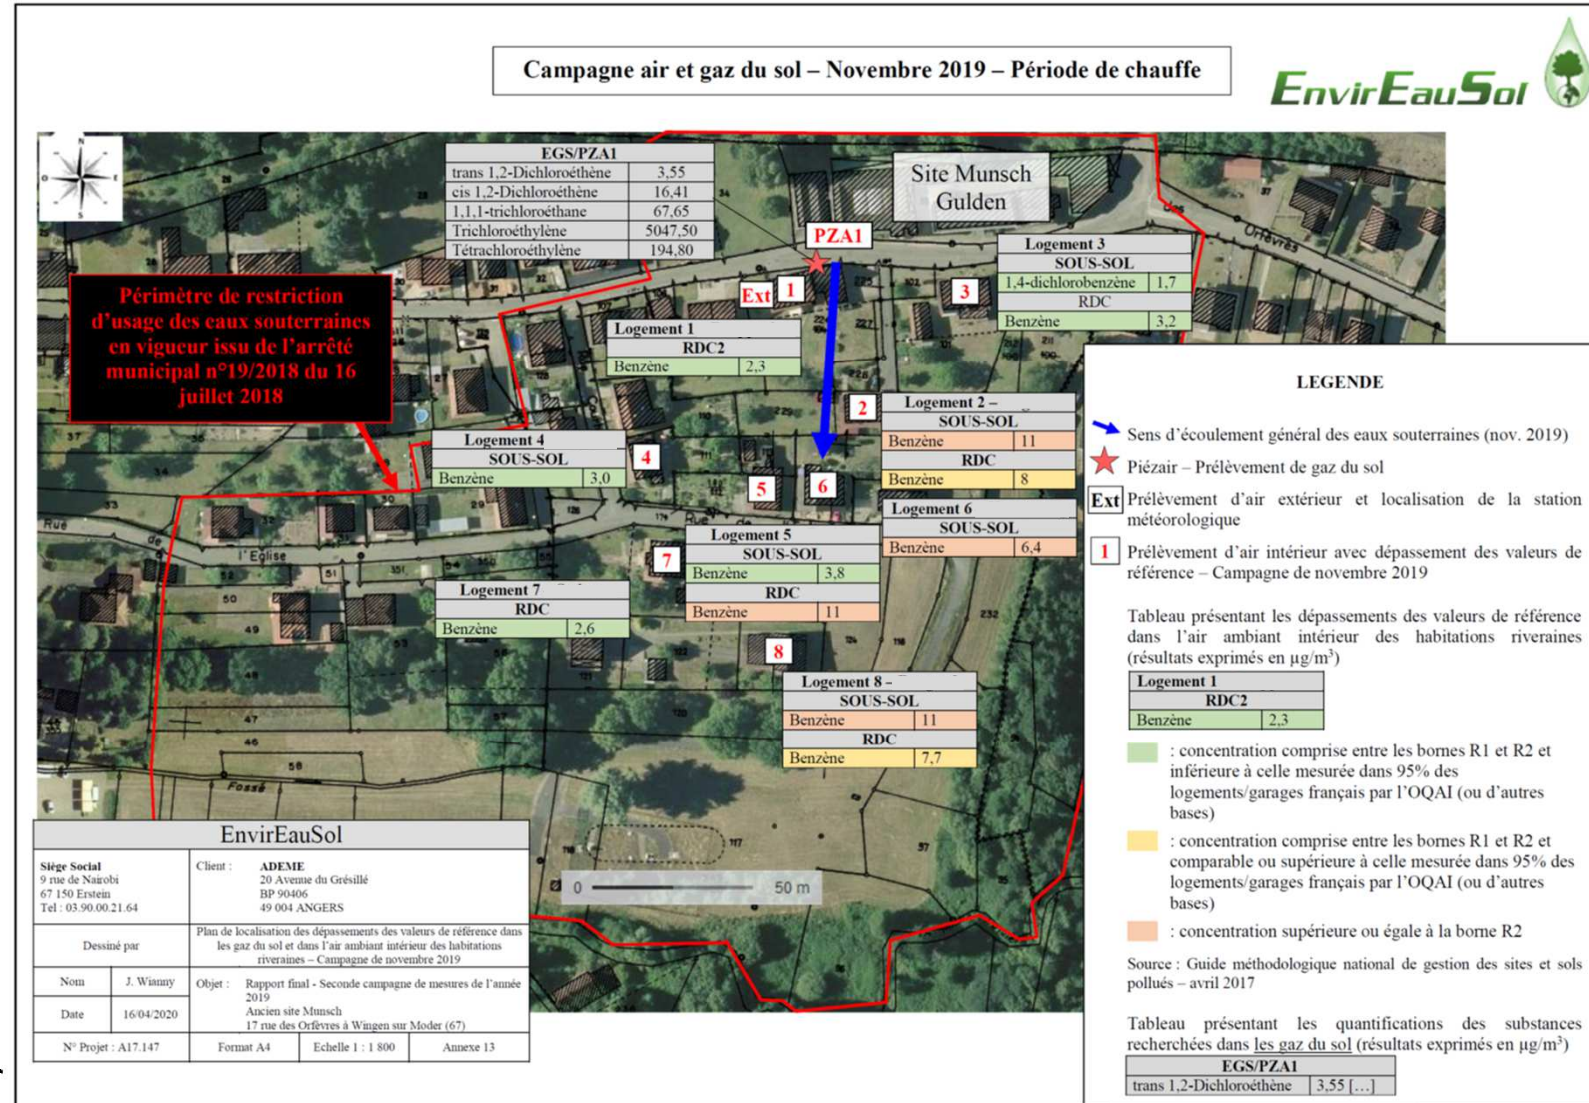 Campagne air et gaz du sol – Novembre 2019 – Période de chauffe
EnvirEauSol
N
O
E
S
EGS/PZA1
trans 1,2-Dichloroéthène 3,55
cis 1,2-Dichloroéthène 16,41
1,1,1-trichloroéthane 67,65
Trichloroéthylène 5047,50
Tétrachloroéthylène 194,80
Site Munsch
Gulden
PZA1
Orfèvres
Logement 3
SOUS-SOL
1,4-dichlorobenzène 1,7
RDC
Benzène 3,2
Ext
1
3
Périmètre de restriction
d'usage des eaux souterraines
en vigueur issu de l'arrêté
municipal n°19/2018 du 16
juillet 2018
Logement 1
RDC2
Benzène 2,3
2
Logement 2 –
SOUS-SOL
Benzène 11
RDC
Benzène 8
Logement 4
SOUS-SOL
Benzène 3,0
4
5
6
Logement 6
SOUS-SOL
Benzène 6,4
Rue de l'Eglise
Logement 5
SOUS-SOL
Benzène 3,8
RDC
Benzène 11
7
Logement 7
RDC
Benzène 2,6
8
Logement 8 –
SOUS-SOL
Benzène 11
RDC
Benzène 7,7
Fossé
0 50 m
LEGENDE
Sens d'écoulement général des eaux souterraines (nov. 2019)
Piézair – Prélèvement de gaz du sol
Ext Prélèvement d'air extérieur et localisation de la station
météorologique
1 Prélèvement d'air intérieur avec dépassement des valeurs de
référence – Campagne de novembre 2019
Tableau présentant les dépassements des valeurs de référence
dans l'air ambiant intérieur des habitations riveraines
(résultats exprimés en µg/m³)
Logement 1
RDC2
Benzène 2,3
: concentration comprise entre les bornes R1 et R2 et
inférieure à celle mesurée dans 95% des
logements/garages français par l'OQAI (ou d'autres
bases)
: concentration comprise entre les bornes R1 et R2 et
comparable ou supérieure à celle mesurée dans 95% des
logements/garages français par l'OQAI (ou d'autres
bases)
: concentration supérieure ou égale à la borne R2
Source : Guide méthodologique national de gestion des sites et sols
pollués – avril 2017
Tableau présentant les quantifications des substances
recherchées dans les gaz du sol (résultats exprimés en µg/m³)
EGS/PZA1
trans 1,2-Dichloroéthène 3,55 […]
EnvirEauSol
Siège Social
9 rue de Nairobi
67 150 Erstein
Tel : 03.90.00.21.64
Client : ADEME
20 Avenue du Grésillé
BP 90406
49 004 ANGERS
Dessiné par
Plan de localisation des dépassements des valeurs de référence dans
les gaz du sol et dans l'air ambiant intérieur des habitations
riveraines – Campagne de novembre 2019
Nom J. Wianny
Date 16/04/2020
Objet : Rapport final - Seconde campagne de mesures de l'année
2019
Ancien site Munsch
17 rue des Orfèvres à Wingen sur Moder (67)
N° Projet : A17.147 Format A4 Echelle 1 : 1 800 Annexe 13